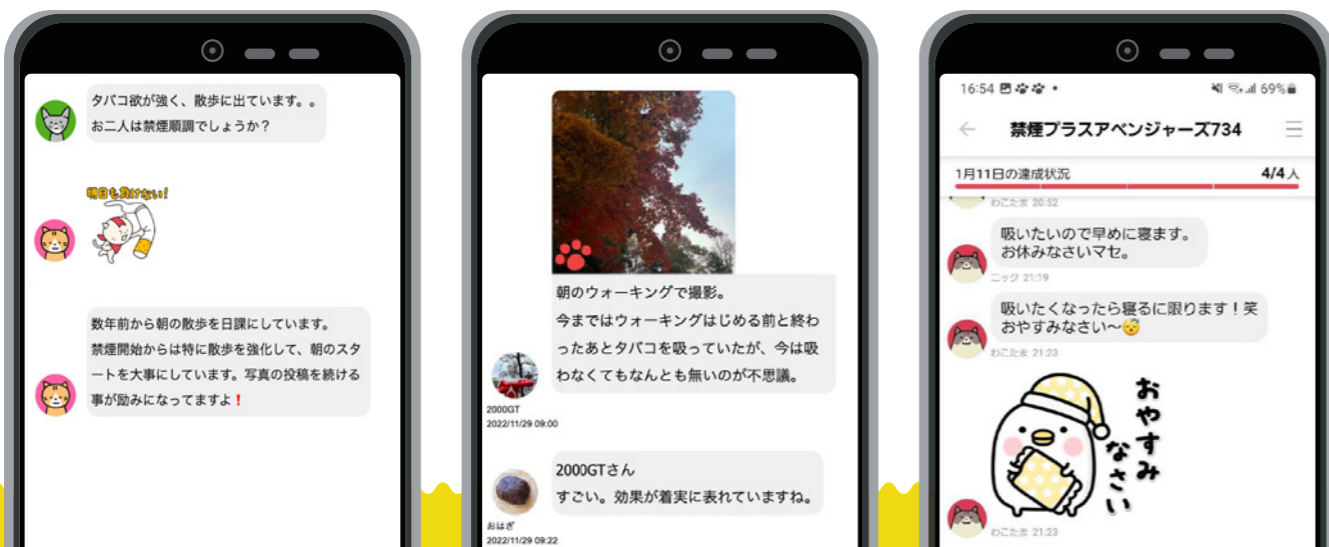 タバコ欲が強く、散歩に出ています。。
お二人は禁煙順調でしょうか？
明日も負けない!
数年前から朝の散歩を日課にしています。
禁煙開始からは特に散歩を強化して、朝のスタ
ートを大事にしています。写真の投稿を続ける
事が励みになってますよ！
朝のウォーキングで撮影。
今まではウォーキングはじめる前と終わ
ったあとタバコを吸っていたが、今は吸
わなくてもなんとも無いのが不思議。
2000GT
2022/11/29 09:00
2000GTさん
すごい。効果が着実に表れていますね。
おはぎ
2022/11/29 09:22
16:54
69%
禁煙プラスアベンジャーズ734
1月11日の達成状況
4/4人
わこたま 20:52
吸いたいので早めに寝ます。
お休みなさいマセ。
ニック 21:19
吸いたくなったら寝るに限ります！笑
おやすみなさい〜😴
わこたま 21:23
おやすみ
なさい
わこたま 21:23